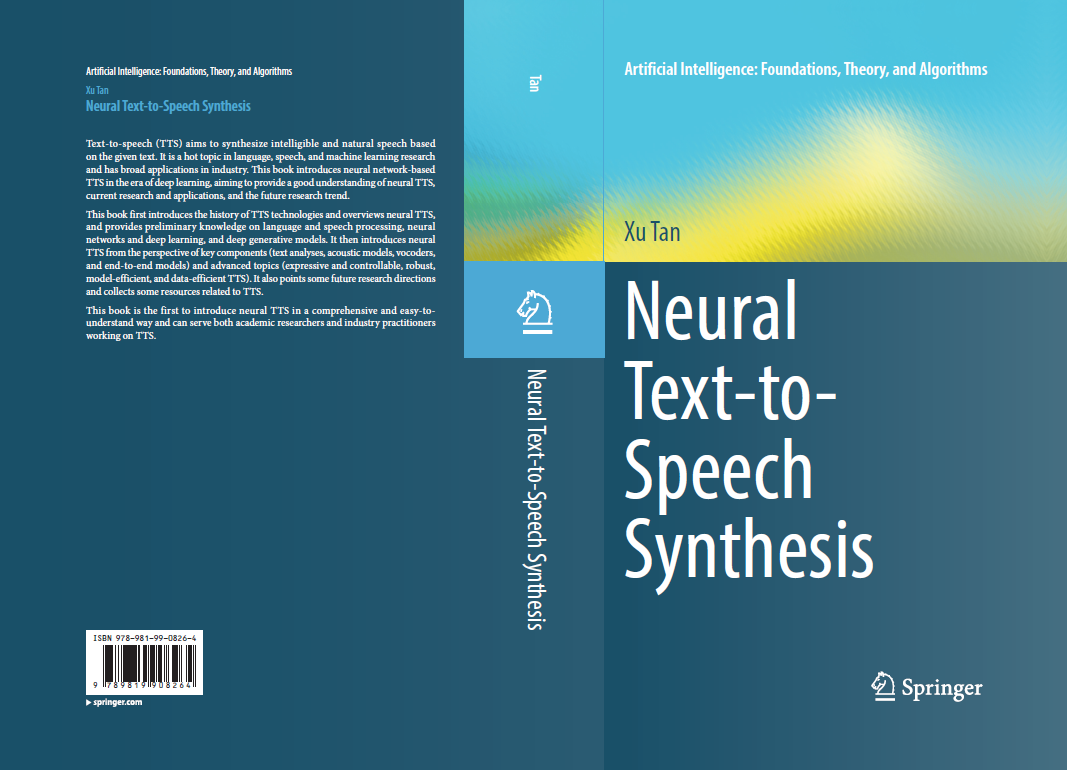 Artificial Intelligence: Foundations, Theory, and Algorithms
Xu Tan
Neural Text-to-Speech Synthesis
Text-to-speech (TTS) aims to synthesize intelligible and natural speech based
on the given text. It is a hot topic in language, speech, and machine learning research
and has broad applications in industry. This book introduces neural network-based
TTS in the era of deep learning, aiming to provide a good understanding of neural TTS,
current research and applications, and the future research trend.
This book first introduces the history of TTS technologies and overviews neural TTS,
and provides preliminary knowledge on language and speech processing, neural
networks and deep learning, and deep generative models. It then introduces neural
TTS from the perspective of key components (text analyses, acoustic models, vocoders,
and end-to-end models) and advanced topics (expressive and controllable, robust,
model-efficient, and data-efficient TTS). It also points some future research directions
and collects some resources related to TTS.
This book is the first to introduce neural TTS in a comprehensive and easy-to-
understand way and can serve both academic researchers and industry practitioners
working on TTS.
ISBN 978-981-99-0826-4
9 789819 908264
springer.com
Tan
Neural Text-to-Speech Synthesis
Artificial Intelligence: Foundations, Theory, and Algorithms
Xu Tan
Neural
Text-to-
Speech
Synthesis
Springer